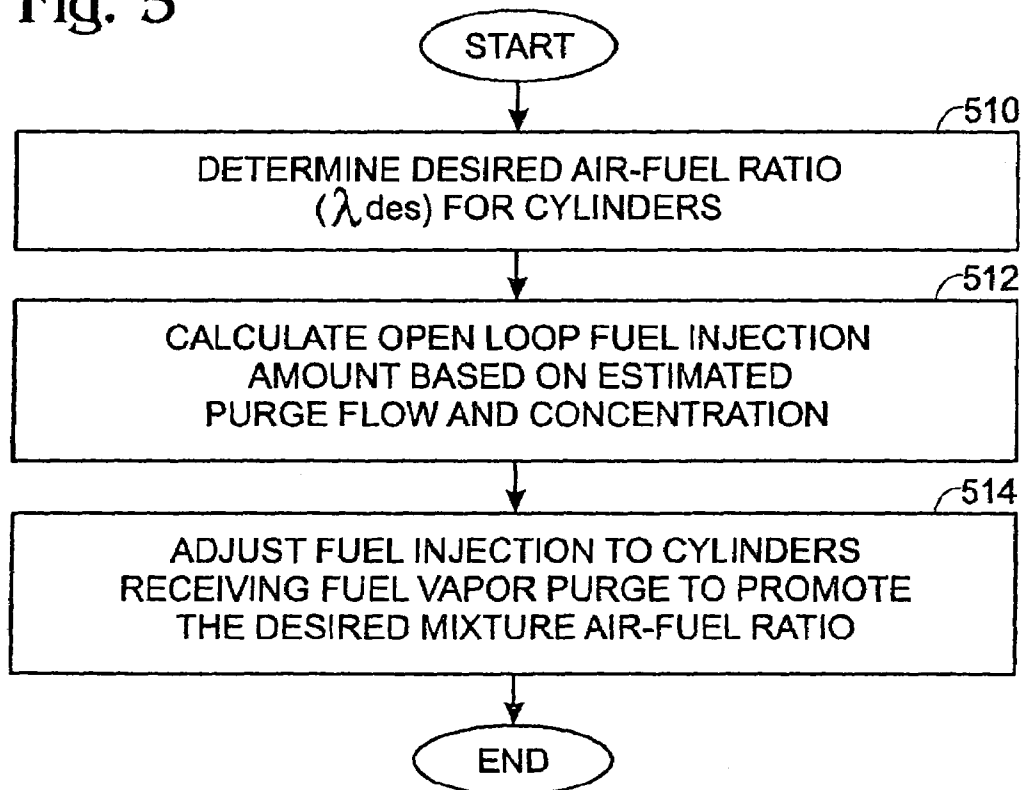 Fig. 5
START
510
DETERMINE DESIRED AIR-FUEL RATIO
(λdes) FOR CYLINDERS
512
CALCULATE OPEN LOOP FUEL INJECTION
AMOUNT BASED ON ESTIMATED
PURGE FLOW AND CONCENTRATION
514
ADJUST FUEL INJECTION TO CYLINDERS
RECEIVING FUEL VAPOR PURGE TO PROMOTE
THE DESIRED MIXTURE AIR-FUEL RATIO
END